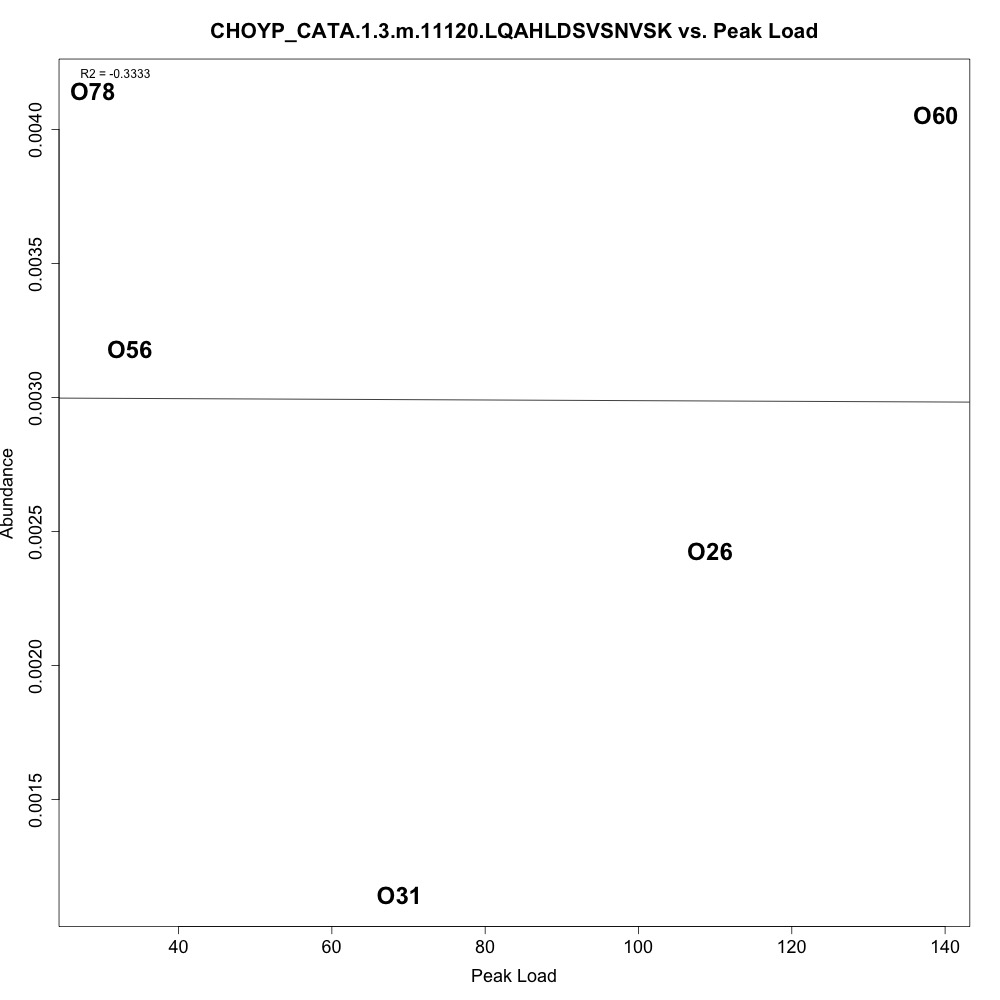 CHOYP_CATA.1.3.m.11120.LQAHLDSVSNVSK vs. Peak Load
R2 = -0.3333
O78
O60
O56
O26
O31
0.0040
0.0035
0.0030
0.0025
0.0020
0.0015
Abundance
40 60 80 100 120 140
Peak Load